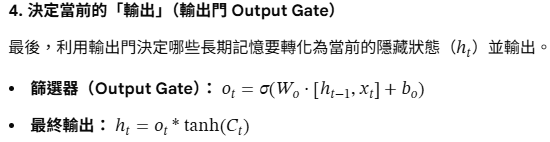 4. 決定當前的「輸出」（輸出門 Output Gate）
最後，利用輸出門決定哪些長期記憶要轉化為當前的隱藏狀態（$h_t$）並輸出。
• 篩選器（Output Gate）： $o_t = \sigma(W_o \cdot [h_{t-1}, x_t] + b_o)$
• 最終輸出： $h_t = o_t * \tanh(C_t)$